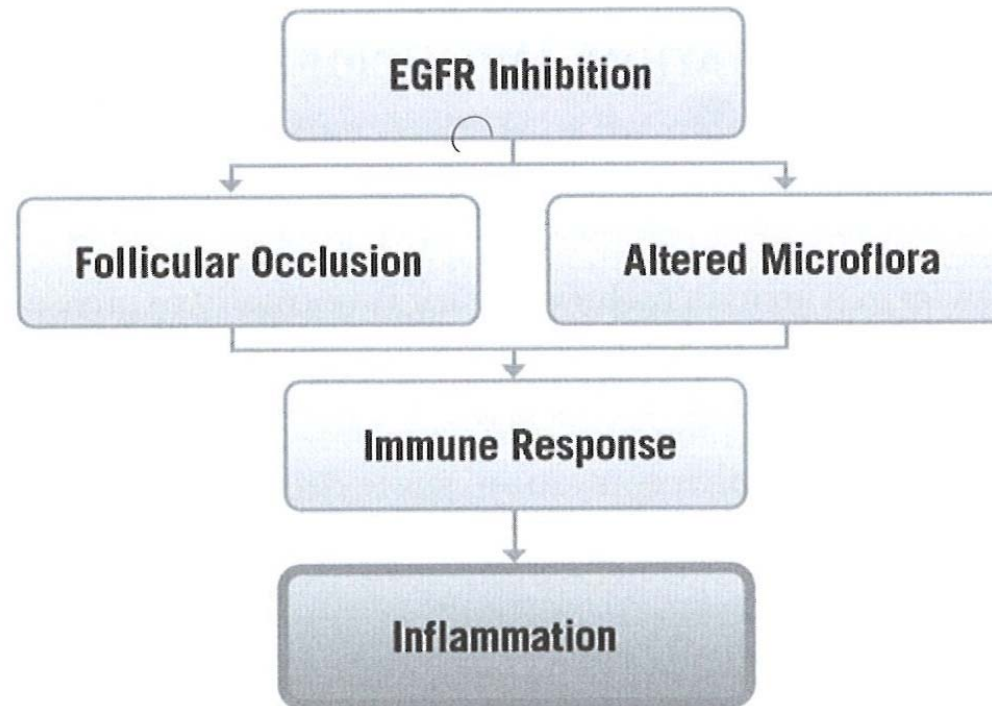 EGFR Inhibition
Follicular Occlusion
Altered Microflora
Immune Response
Inflammation